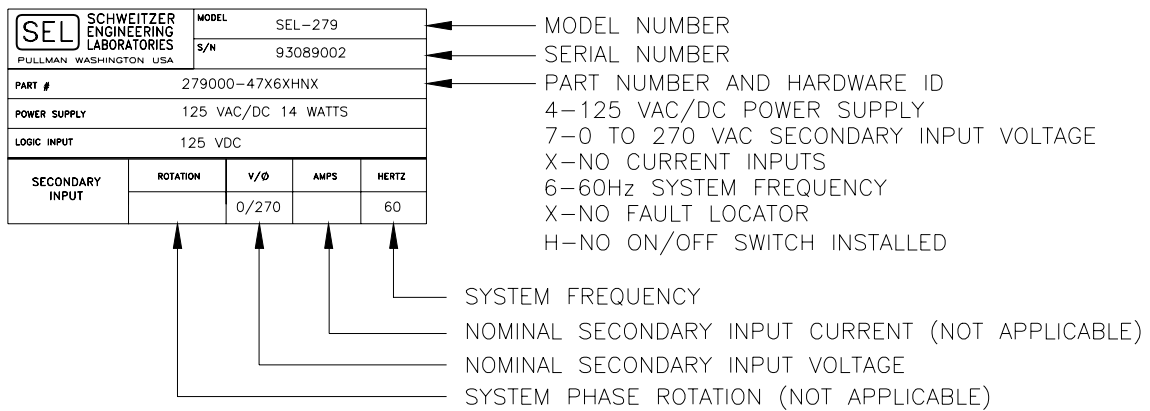 SEL SCHWEITZER ENGINEERING LABORATORIES
PULLMAN WASHINGTON USA
MODEL SEL-279
S/N 93089002
PART # 279000-47X6XHNX
POWER SUPPLY 125 VAC/DC 14 WATTS
LOGIC INPUT 125 VDC
SECONDARY INPUT
ROTATION V/Ø AMPS HERTZ
0/270 60
MODEL NUMBER
SERIAL NUMBER
PART NUMBER AND HARDWARE ID
4-125 VAC/DC POWER SUPPLY
7-0 TO 270 VAC SECONDARY INPUT VOLTAGE
X-NO CURRENT INPUTS
6-60Hz SYSTEM FREQUENCY
X-NO FAULT LOCATOR
H-NO ON/OFF SWITCH INSTALLED
SYSTEM FREQUENCY
NOMINAL SECONDARY INPUT CURRENT (NOT APPLICABLE)
NOMINAL SECONDARY INPUT VOLTAGE
SYSTEM PHASE ROTATION (NOT APPLICABLE)